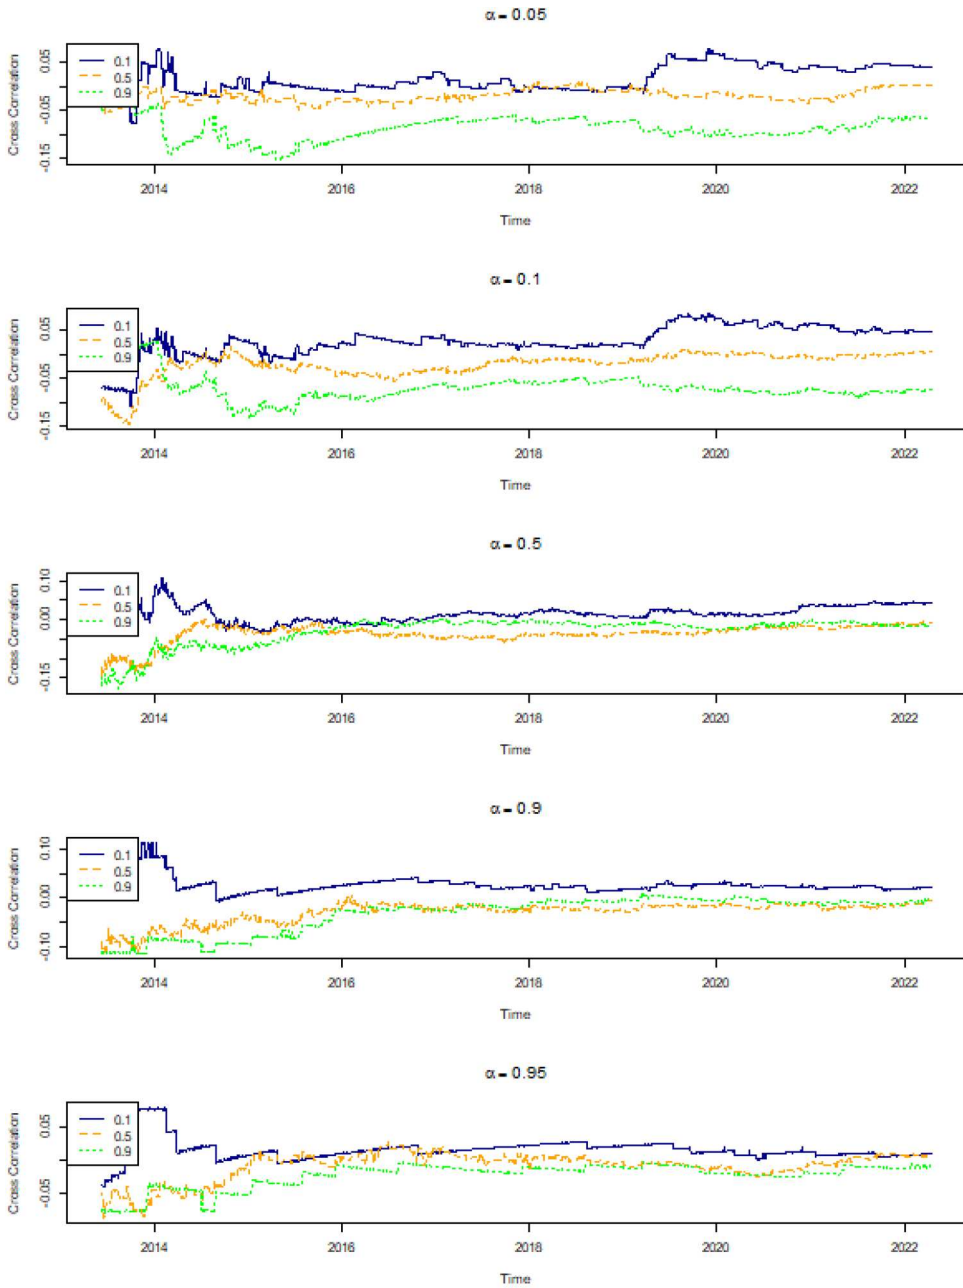 α = 0.05
Cross Correlation
0.05
-0.05
-0.15
0.1
0.5
0.9
2014 2016 2018 2020 2022
Time
α = 0.1
Cross Correlation
0.05
-0.05
-0.15
0.1
0.5
0.9
2014 2016 2018 2020 2022
Time
α = 0.5
Cross Correlation
0.10
0.00
-0.15
0.1
0.5
0.9
2014 2016 2018 2020 2022
Time
α = 0.9
Cross Correlation
0.10
0.00
-0.10
0.1
0.5
0.9
2014 2016 2018 2020 2022
Time
α = 0.95
Cross Correlation
0.05
-0.05
0.1
0.5
0.9
2014 2016 2018 2020 2022
Time